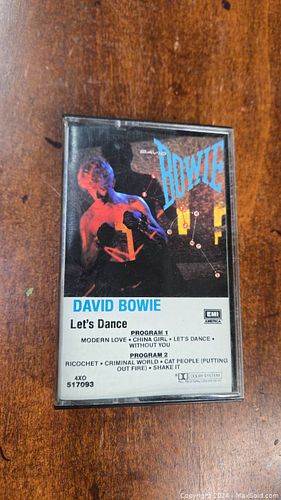 DAVID
BOWIE
DAVID BOWIE
Let's Dance
EMI
AMERICA
PROGRAM 1
MODERN LOVE • CHINA GIRL • LET'S DANCE •
WITHOUT YOU
PROGRAM 2
RICOCHET • CRIMINAL WORLD • CAT PEOPLE (PUTTING
OUT FIRE) • SHAKE IT
4XO
517093
DOLBY SYSTEM
Copyright © 2024 - MaxSold.com